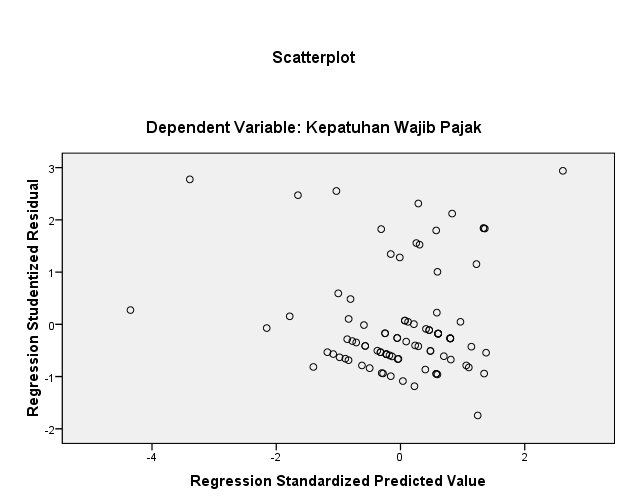 Scatterplot
Dependent Variable: Kepatuhan Wajib Pajak
Regression Studentized Residual
3
2
1
0
-1
-2
-4
-2
0
2
Regression Standardized Predicted Value